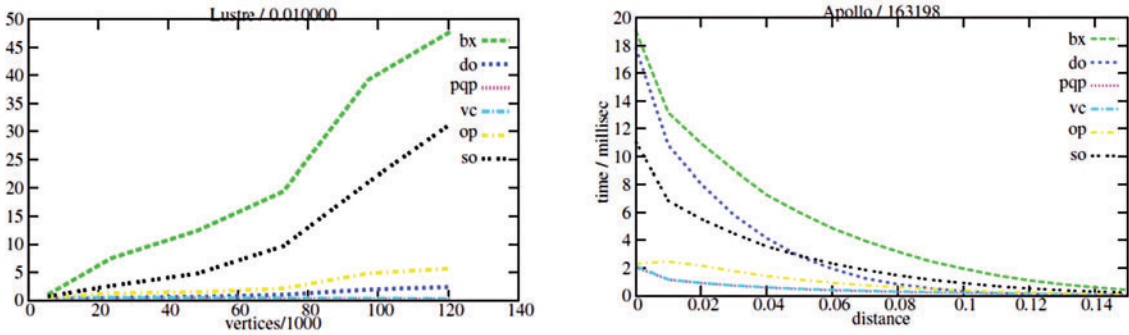 Lustre / 0.010000
50
45
40
35
30
25
20
15
10
5
0
bx
do
pqp
vc
op
so
0 20 40 60 80 100 120 140
vertices/1000
Apollo / 163198
time / millisec
20
18
16
14
12
10
8
6
4
2
0
bx
do
pqp
vc
op
so
0 0.02 0.04 0.06 0.08 0.1 0.12 0.14
distance